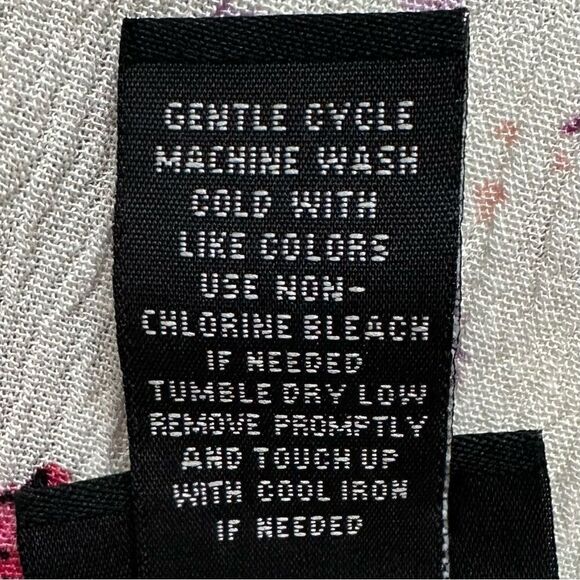 GENTLE CYCLE
MACHINE WASH
COLD WITH
LIKE COLORS
USE NON-
CHLORINE BLEACH
IF NEEDED
TUMBLE DRY LOW
REMOVE PROMPTLY
AND TOUCH UP
WITH COOL IRON
IF NEEDED